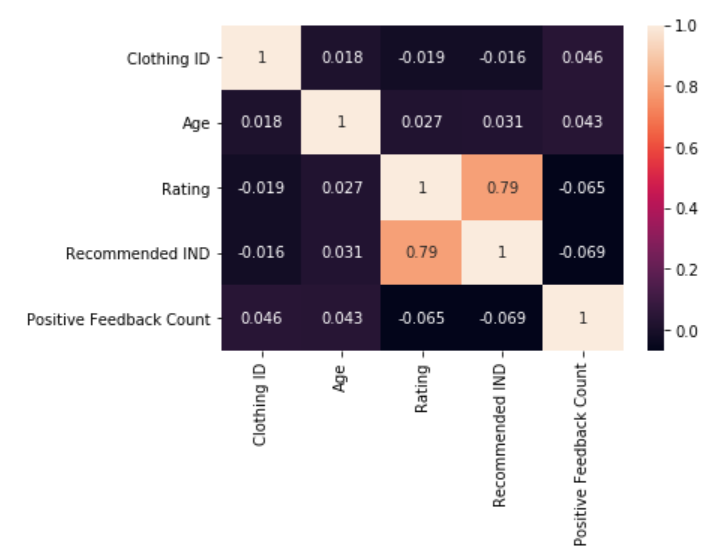 1.0
Clothing ID 1 0.018 -0.019 -0.016 0.046
0.8
Age 0.018 1 0.027 0.031 0.043
0.6
Rating -0.019 0.027 1 0.79 -0.065
0.4
Recommended IND -0.016 0.031 0.79 1 -0.069
0.2
Positive Feedback Count 0.046 0.043 -0.065 -0.069 1
0.0
Clothing ID
Age
Rating
Recommended IND
Positive Feedback Count